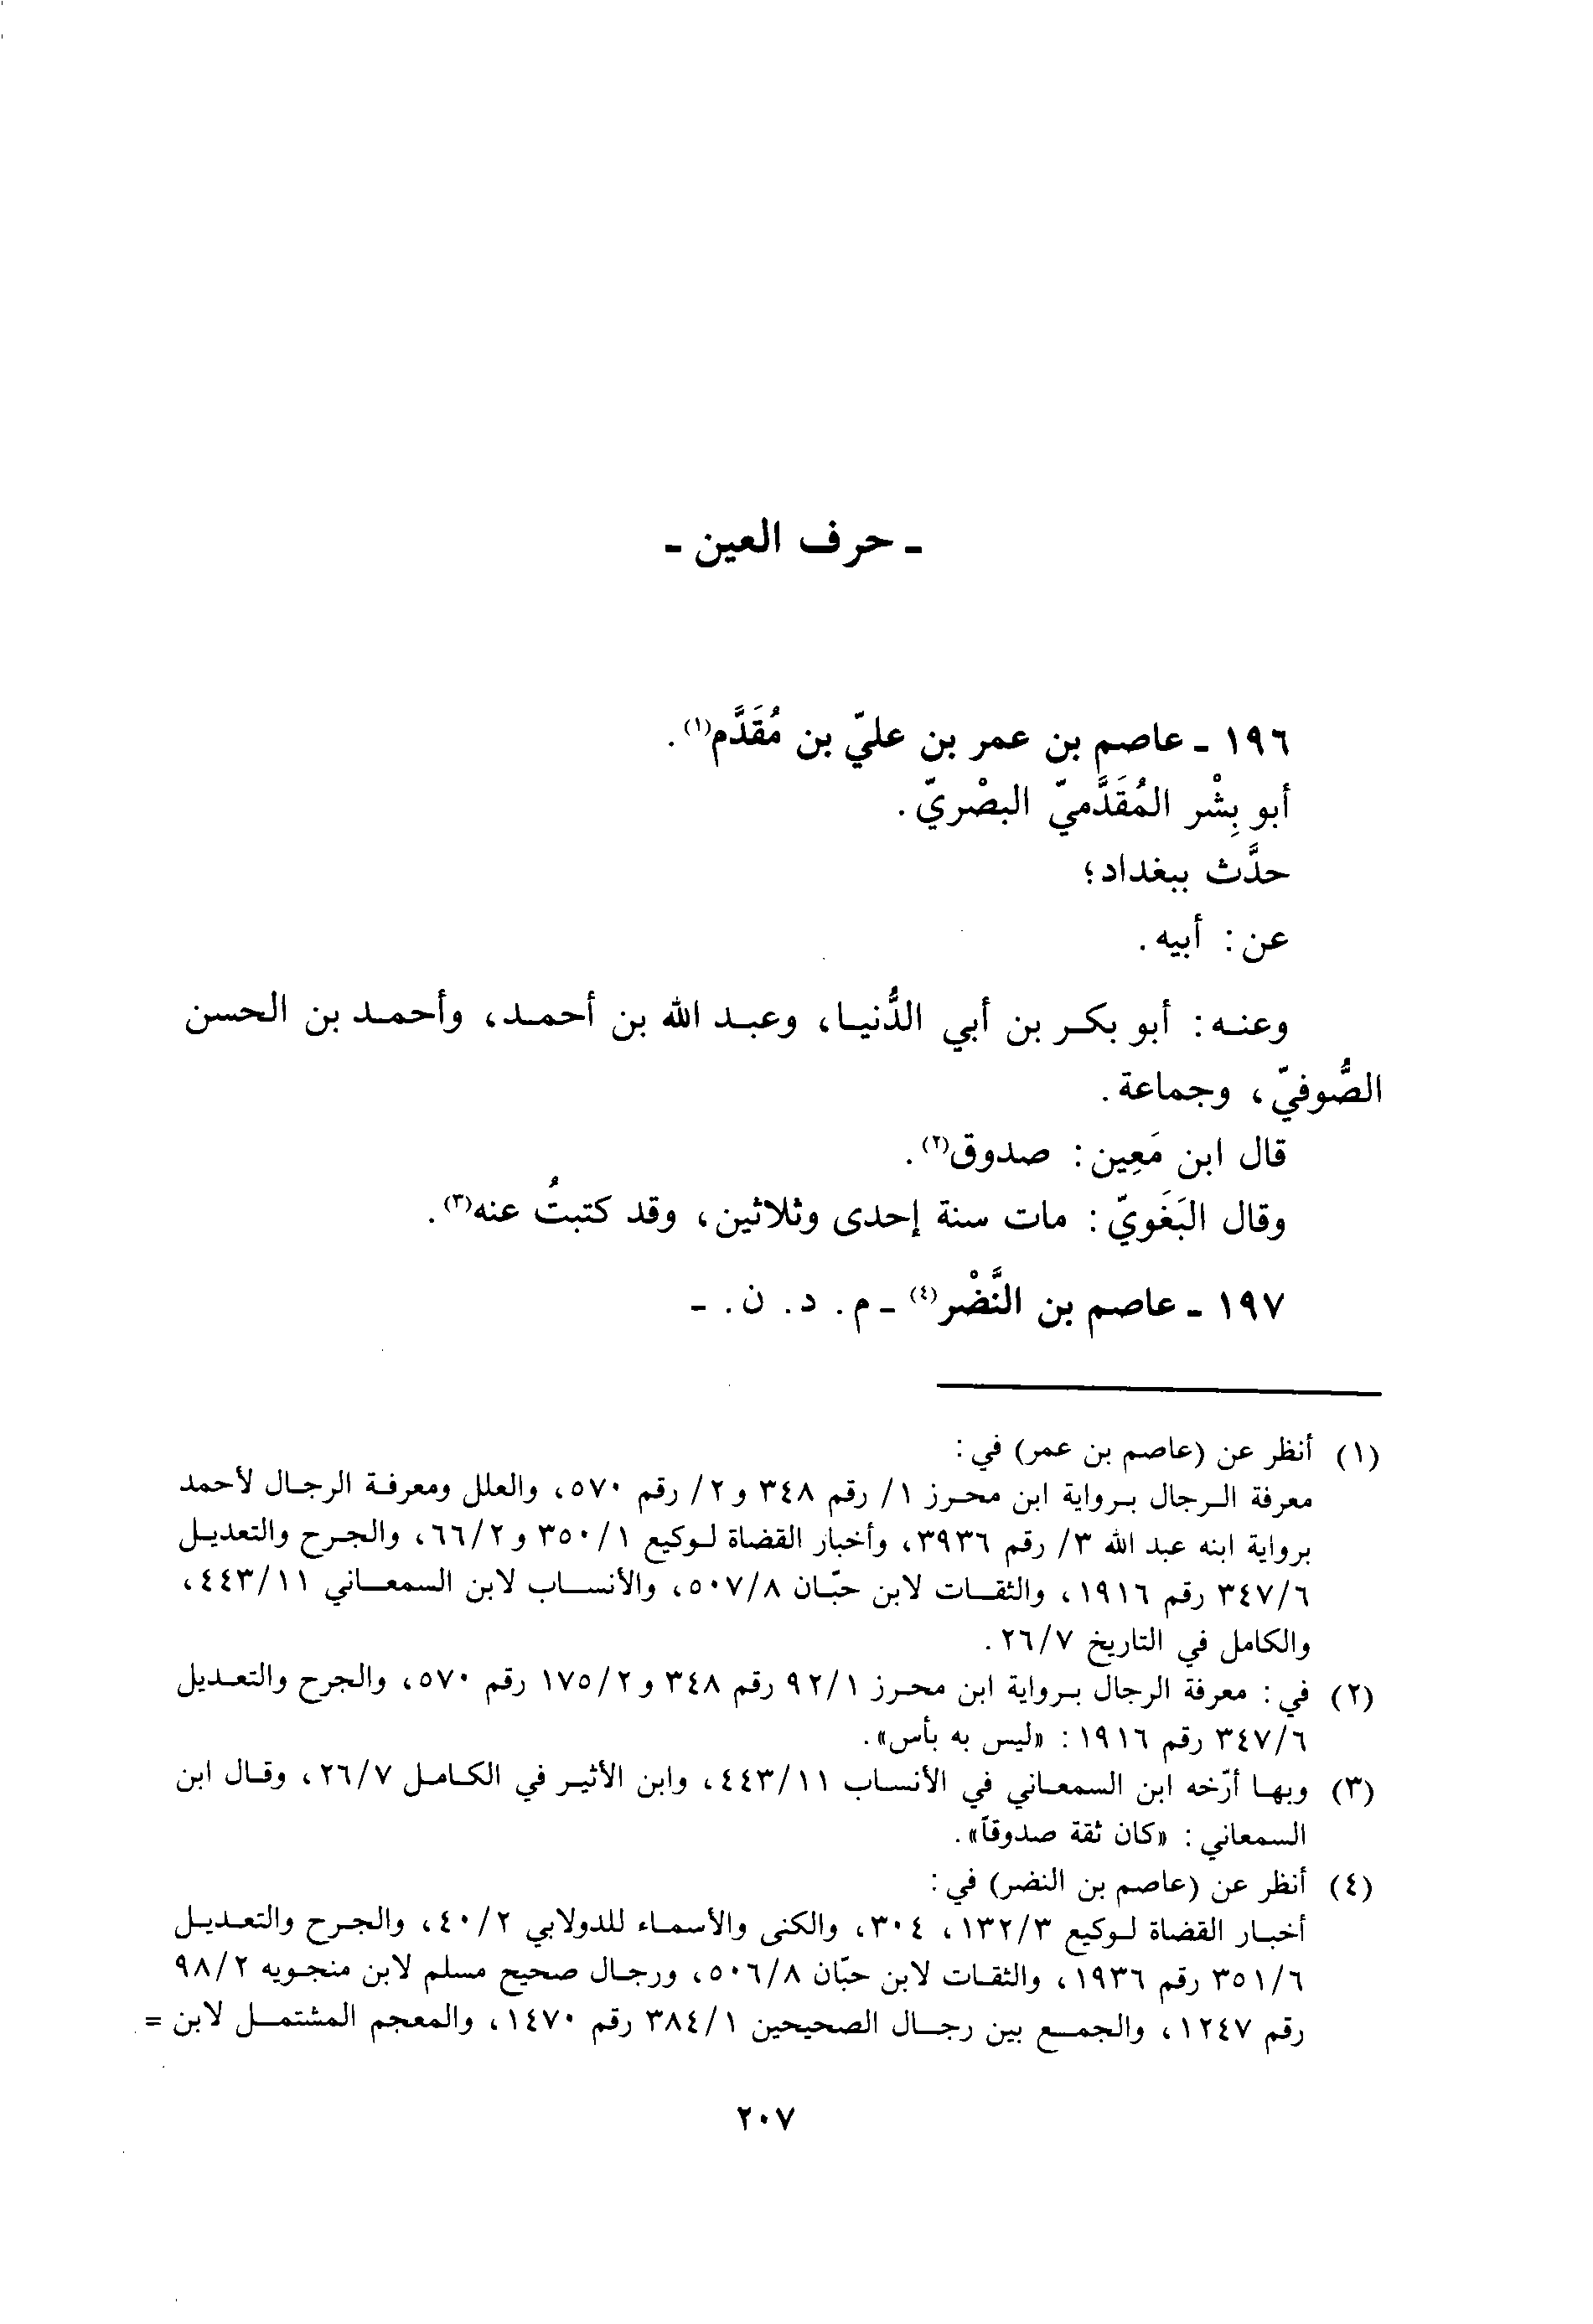 - حرف العين -
١٩٦ - عاصم بن عمر بن عليّ بن مُقَدَّم(١).
أبو بِشْر المُقَدَّميّ البصْريّ.
حدَّث ببغداد؛
عن: أبيه.
وعنه: أبو بكر بن أبي الدُّنيا، وعبد الله بن أحمد، وأحمد بن الحسن
الصُّوفيّ، وجماعة.
قال ابن مَعِين: صدوق(٢).
وقال البَغَويّ: مات سنة إحدى وثلاثين، وقد كتبتُ عنه(٣).
١٩٧ - عاصم بن النَّضْر(٤) - م. د. ن. -
(١) أنظر عن (عاصم بن عمر) في:
معرفة الرجال برواية ابن محرز ١/ رقم ٣٤٨ و ٢/ رقم ٥٧٠، والعلل ومعرفة الرجال لأحمد
برواية ابنه عبد الله ٣/ رقم ٣٩٣٦، وأخبار القضاة لوكيع ١/ ٣٥٠ و ٢/ ٦٦، والجرح والتعديل
٦/ ٣٤٧ رقم ١٩١٦، والثقات لابن حبّان ٨/ ٥٠٧، والأنساب لابن السمعاني ١١/ ٤٤٣،
والكامل في التاريخ ٧/ ٢٦.
(٢) في: معرفة الرجال برواية ابن محرز ١/ ٩٢ رقم ٣٤٨ و ٢/ ١٧٥ رقم ٥٧٠، والجرح والتعديل
٦/ ٣٤٧ رقم ١٩١٦: «ليس به بأس».
(٣) وبها أرّخه ابن السمعاني في الأنساب ١١/ ٤٤٣، وابن الأثير في الكامل ٧/ ٢٦، وقال ابن
السمعاني: «كان ثقة صدوقاً».
(٤) أنظر عن (عاصم بن النضر) في:
أخبار القضاة لوكيع ٣/ ١٣٢، ٣٠٤، والكنى والأسماء للدولابي ٢/ ٤٠، والجرح والتعديل
٦/ ٣٥١ رقم ١٩٣٦، والثقات لابن حبّان ٨/ ٥٠٦، ورجال صحيح مسلم لابن منجويه ٢/ ٩٨
رقم ١٢٤٧، والجمع بين رجال الصحيحين ١/ ٣٨٤ رقم ١٤٧٠، والمعجم المشتمل لابن =
٢٠٧